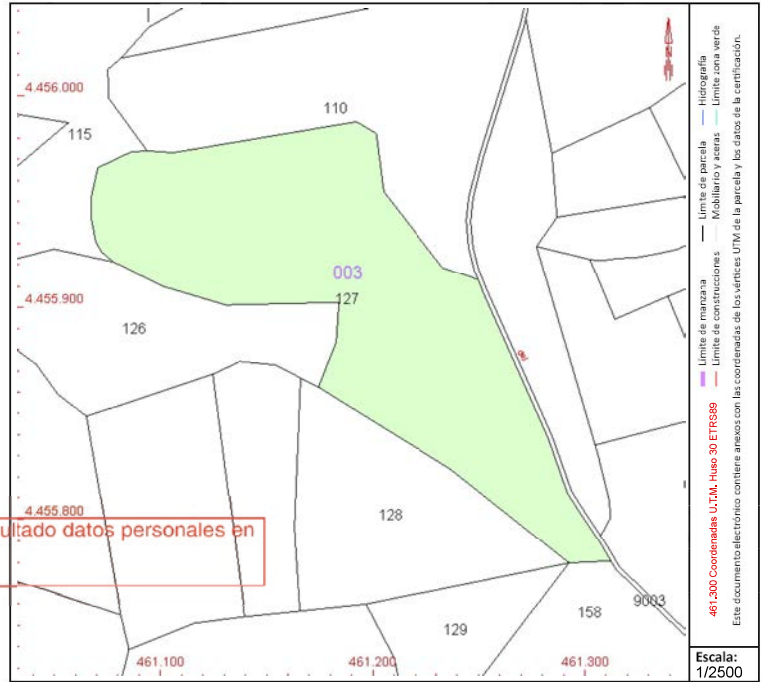 4.456.000
110
115
003
127
4.455.900
126
4.455.800
ultado datos personales en
128
9003
158
129
461.100
461.200
461.300
461.300 Coordenadas U.T.M. Huso 30 ETRS89
Límite de manzana
Límite de parcela
Hidrografía
Límite de construcciones
Mobiliario y aceras
Límite zona verde
Este documento electrónico contiene anexos con las coordenadas de los vértices UTM de la parcela y los datos de la certificación.
Escala:
1/2500